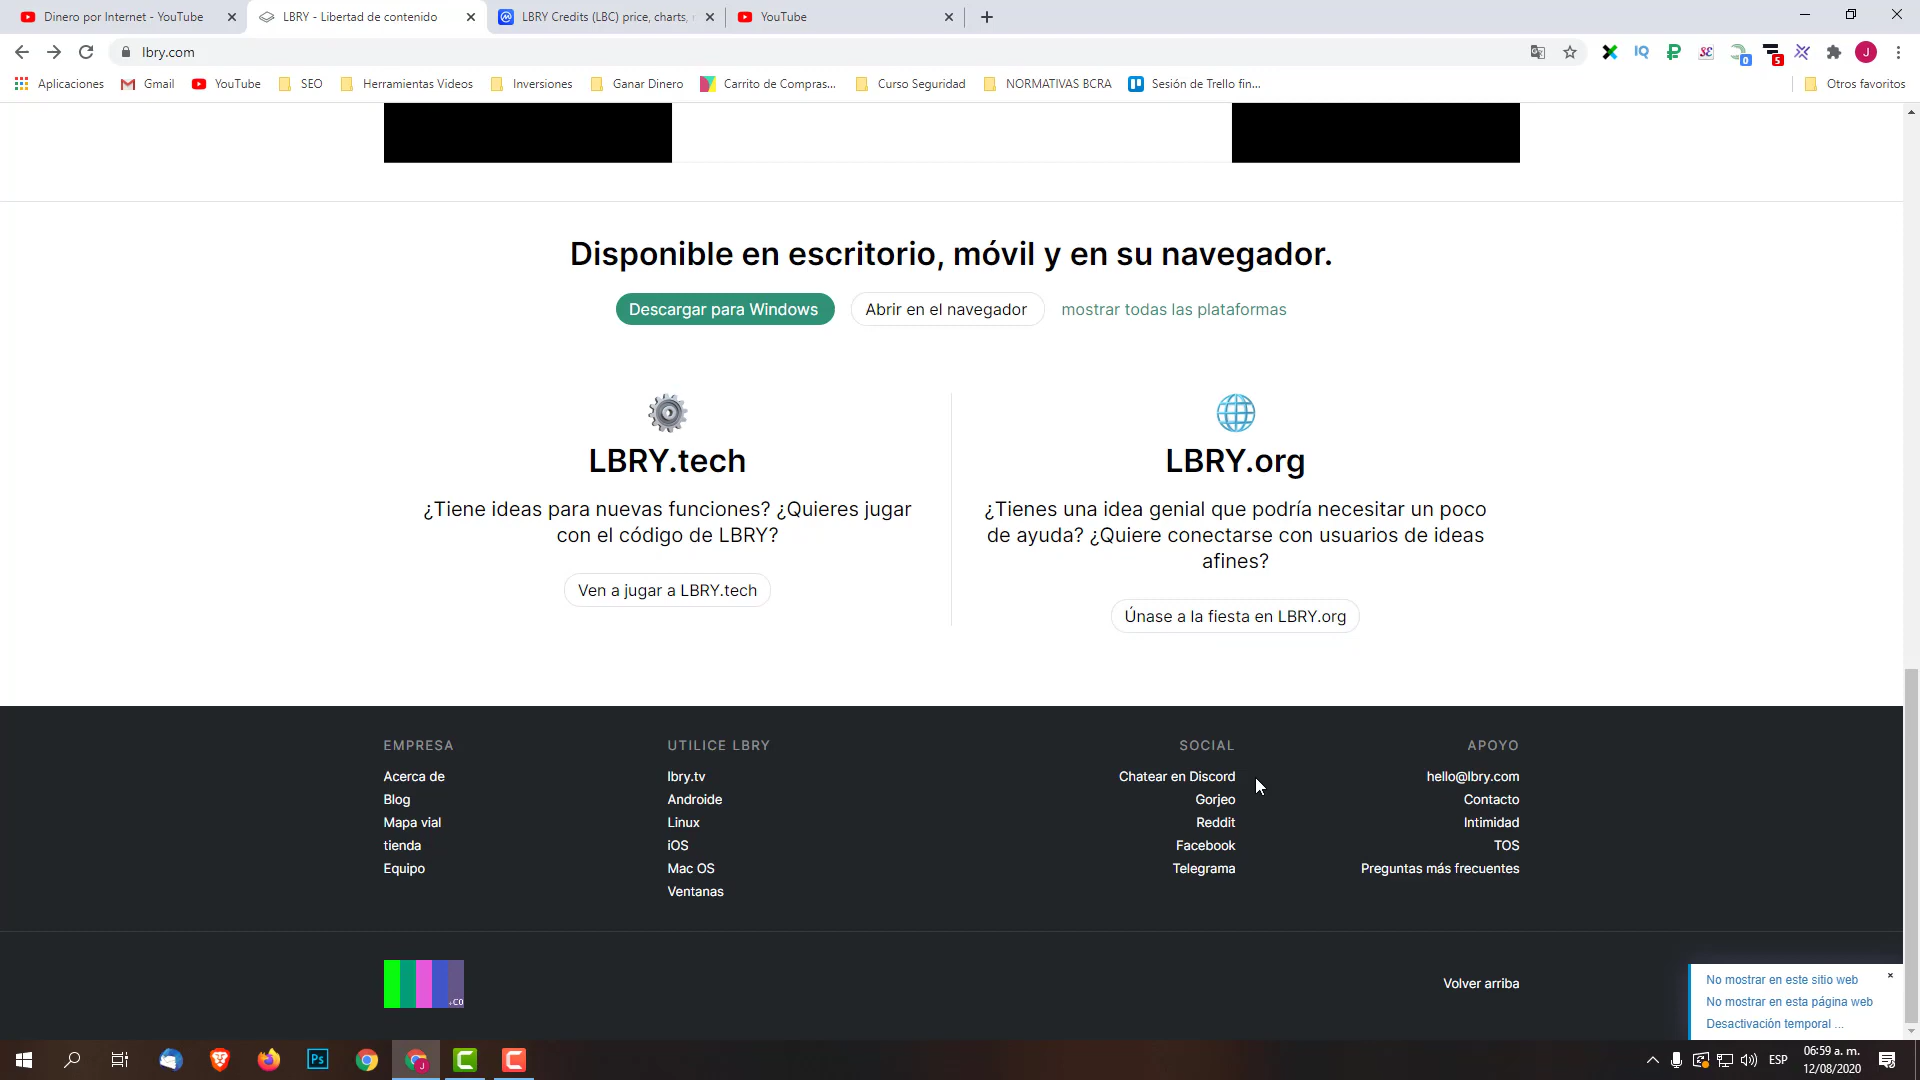 Dinero por Internet - YouTube
LBRY - Libertad de contenido
LBRY Credits (LBC) price, charts,
YouTube
lbry.com
Aplicaciones
Gmail
YouTube
SEO
Herramientas Videos
Inversiones
Ganar Dinero
Carrito de Compras...
Curso Seguridad
NORMATIVAS BCRA
Sesión de Trello fin...
Otros favoritos
Disponible en escritorio, móvil y en su navegador.
Descargar para Windows
Abrir en el navegador
mostrar todas las plataformas
LBRY.tech
¿Tiene ideas para nuevas funciones? ¿Quieres jugar
con el código de LBRY?
Ven a jugar a LBRY.tech
LBRY.org
¿Tienes una idea genial que podría necesitar un poco
de ayuda? ¿Quiere conectarse con usuarios de ideas
afines?
Únase a la fiesta en LBRY.org
EMPRESA
Acerca de
Blog
Mapa vial
tienda
Equipo
UTILICE LBRY
lbry.tv
Androide
Linux
iOS
Mac OS
Ventanas
SOCIAL
Chatear en Discord
Gorjeo
Reddit
Facebook
Telegrama
APOYO
hello@lbry.com
Contacto
Intimidad
TOS
Preguntas más frecuentes
+CO
Volver arriba
No mostrar en este sitio web
No mostrar en esta página web
Desactivación temporal ...
ESP
06:59 a. m.
12/08/2020